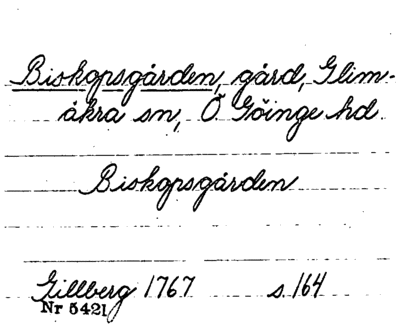 Biskopsgården, gård, Glim-
åkra sn, Ö. Göinge hd
Biskopsgården
Gillberg 1767 s. 164
Nr 5421